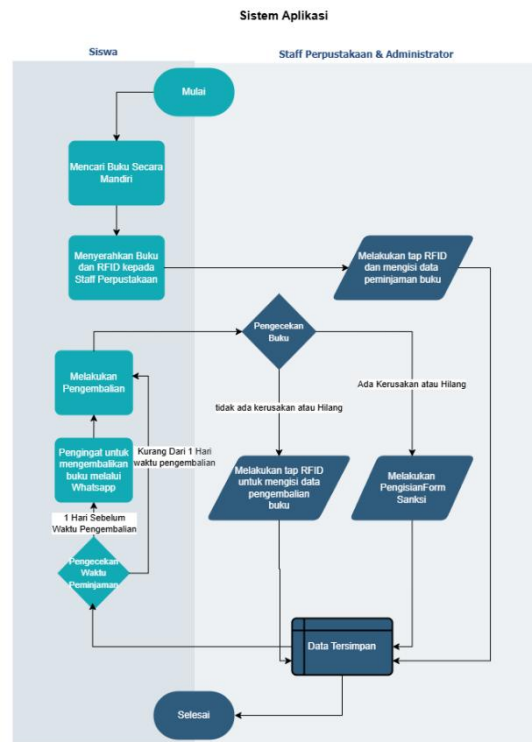 Sistem Aplikasi
Siswa
Staff Perpustakaan & Administrator
Mulai
Mencari Buku Secara
Mandiri
Menyerahkan Buku
dan RFID kepada
Staff Perpustakaan
Melakukan tap RFID
dan mengisi data
peminjaman buku
Pengecekan
Buku
Melakukan
Pengembalian
Ada Kerusakan atau Hilang
tidak ada kerusakan atau Hilang
Kurang Dari 1 Hari
waktu pengembalian
Pengingat untuk
mengembalikan
buku melalui
Whatsapp
Melakukan tap RFID
untuk mengisi data
pengembalian
buku
Melakukan
PengisianForm
Sanksi
1 Hari Sebelum
Waktu Pengembalian
Pengecekan
Waktu
Peminjaman
Data Tersimpan
Selesai